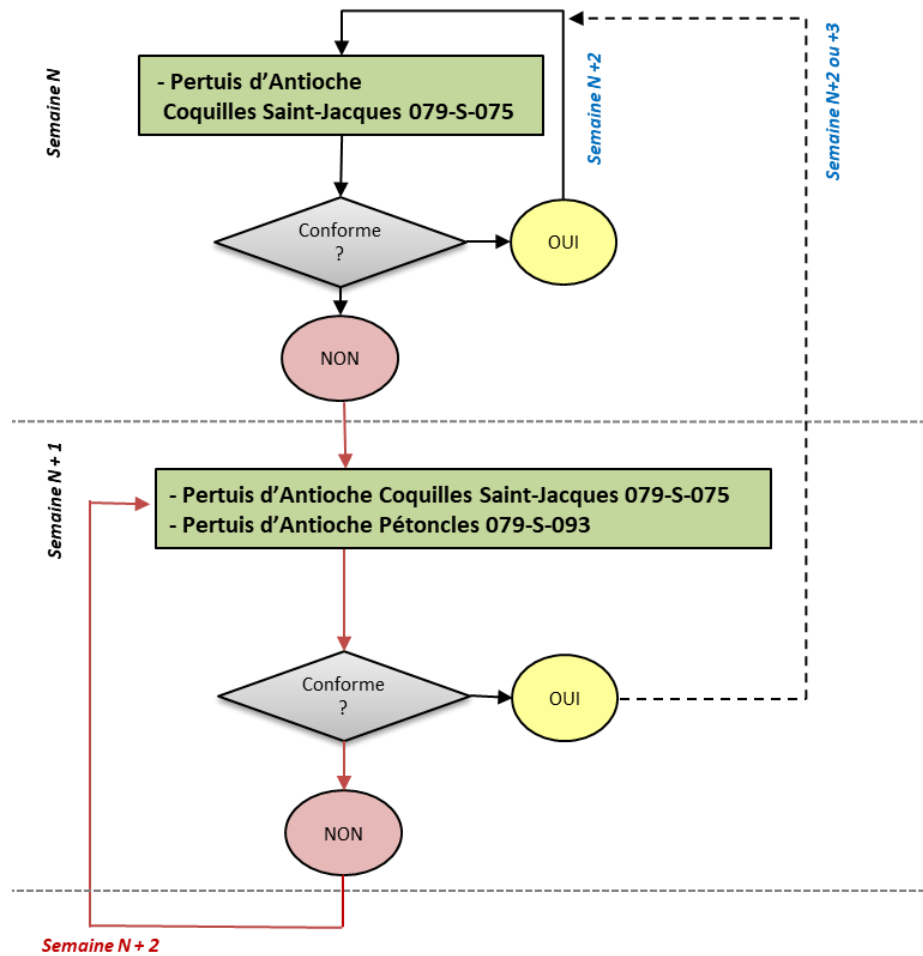 Semaine N
- Pertuis d’Antioche
Coquilles Saint-Jacques 079-S-075
Semaine N +2
Semaine N+2 ou +3
Conforme
?
OUI
NON
Semaine N + 1
- Pertuis d’Antioche Coquilles Saint-Jacques 079-S-075
- Pertuis d’Antioche Pétoncles 079-S-093
Conforme
?
OUI
NON
Semaine N + 2